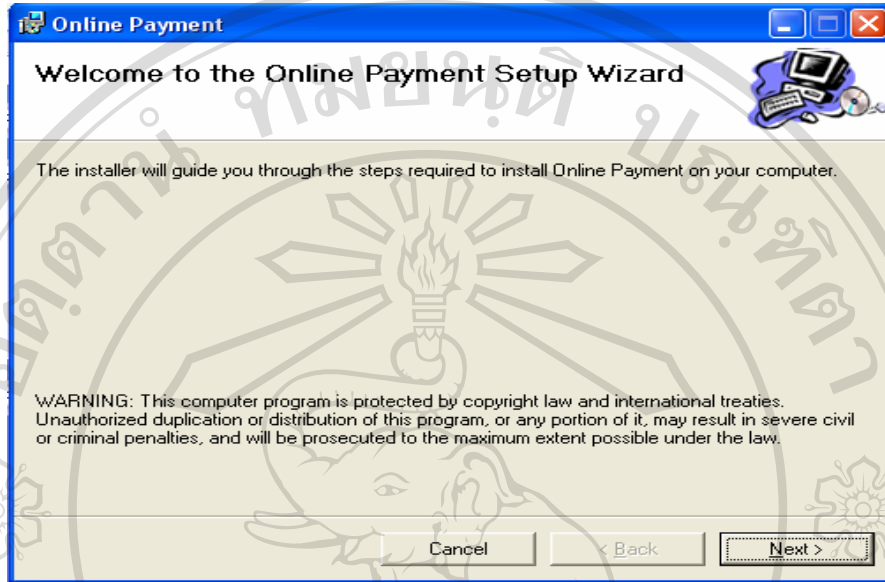 Online Payment
Welcome to the Online Payment Setup Wizard
The installer will guide you through the steps required to install Online Payment on your computer.
WARNING: This computer program is protected by copyright law and international treaties.
Unauthorized duplication or distribution of this program, or any portion of it, may result in severe civil
or criminal penalties, and will be prosecuted to the maximum extent possible under the law.
Cancel
< Back
Next >